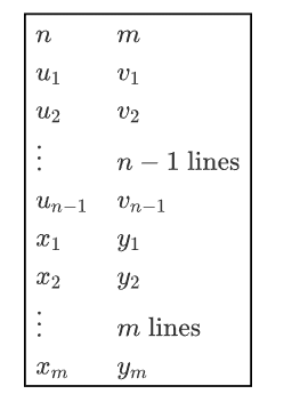 n m
u₁ v₁
u₂ v₂
⋮ n − 1 lines
uₙ₋₁ vₙ₋₁
x₁ y₁
x₂ y₂
⋮ m lines
xₘ yₘ